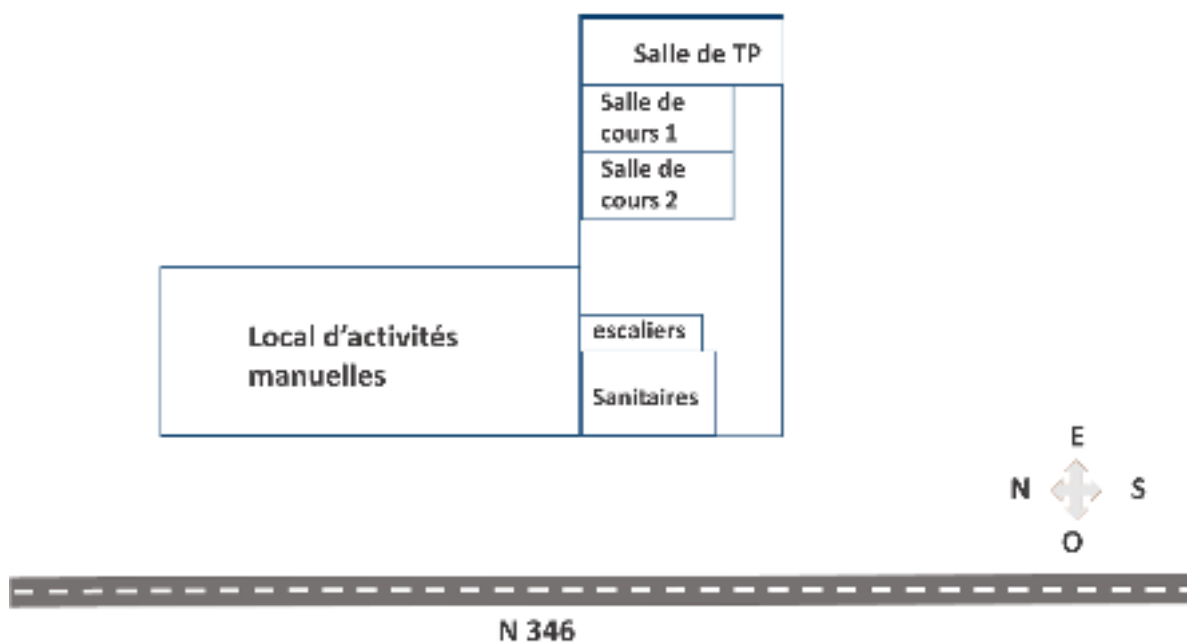 Salle de TP
Salle de
cours 1
Salle de
cours 2
Local d'activités
manuelles
escaliers
Sanitaires
E
N
S
O
N 346